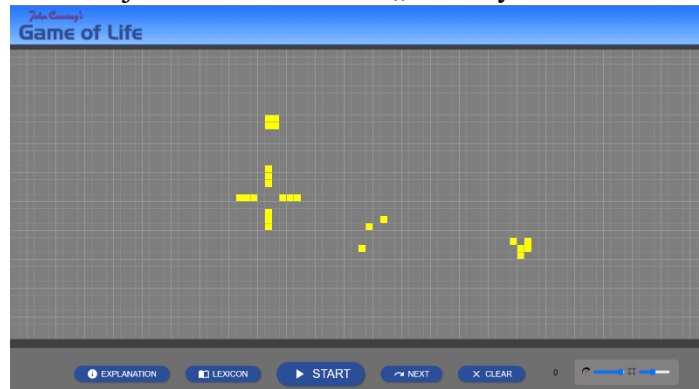 John Conway's
Game of Life
EXPLANATION
LEXICON
START
NEXT
CLEAR
0